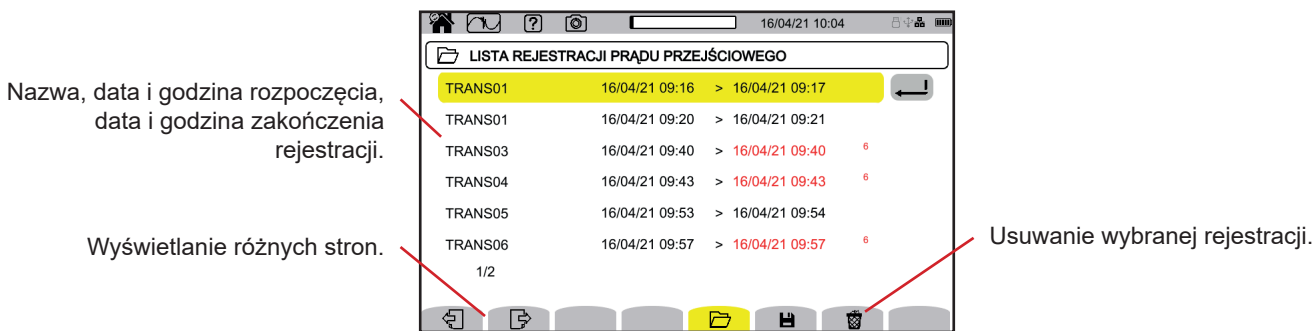 16/04/21 10:04
LISTA REJESTRACJI PRĄDU PRZEJŚCIOWEGO
TRANS01 16/04/21 09:16 > 16/04/21 09:17
TRANS01 16/04/21 09:20 > 16/04/21 09:21
TRANS03 16/04/21 09:40 > 16/04/21 09:40 6
TRANS04 16/04/21 09:43 > 16/04/21 09:43 6
TRANS05 16/04/21 09:53 > 16/04/21 09:54
TRANS06 16/04/21 09:57 > 16/04/21 09:57 6
1/2
Nazwa, data i godzina rozpoczęcia,
data i godzina zakończenia
rejestracji.
Wyświetlanie różnych stron.
Usuwanie wybranej rejestracji.